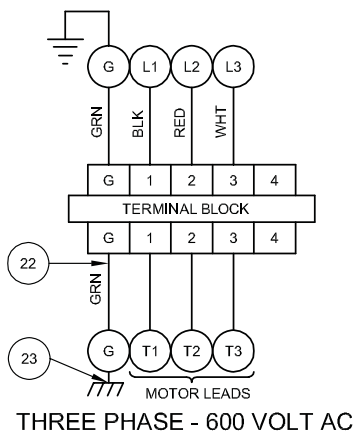 G L1 L2 L3
GRN BLK RED WHT
G 1 2 3 4
TERMINAL BLOCK
G 1 2 3 4
22
GRN
23
G T1 T2 T3
MOTOR LEADS
THREE PHASE - 600 VOLT AC